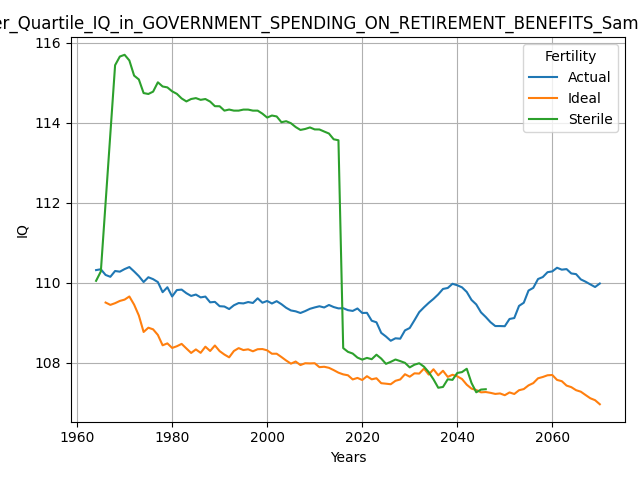 er_Quartile_IQ_in_GOVERNMENT_SPENDING_ON_RETIREMENT_BENEFITS_Sam
116
114
112
110
108
IQ
Fertility
Actual
Ideal
Sterile
1960
1980
2000
2020
2040
2060
Years